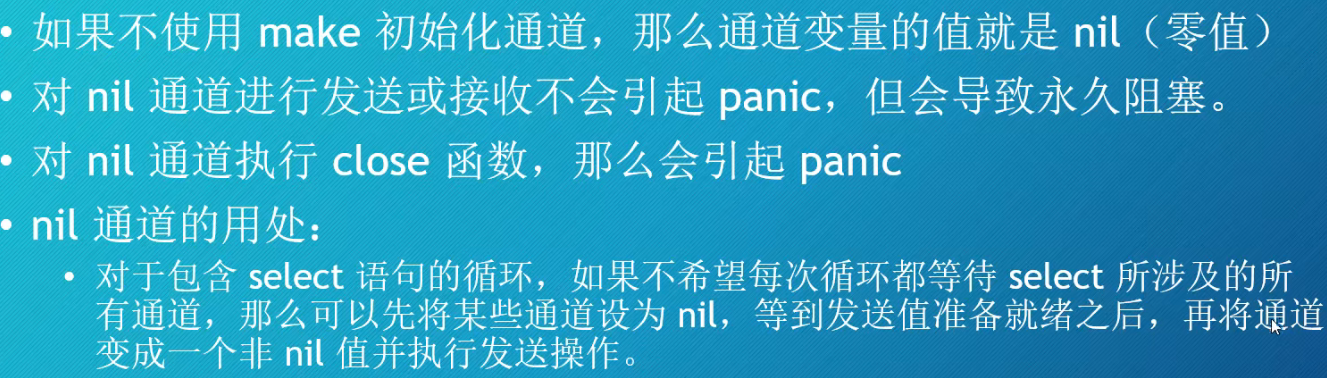 • 如果不使用 make 初始化通道，那么通道变量的值就是 nil（零值）
• 对 nil 通道进行发送或接收不会引起 panic，但会导致永久阻塞。
• 对 nil 通道执行 close 函数，那么会引起 panic
• nil 通道的用处：
• 对于包含 select 语句的循环，如果不希望每次循环都等待 select 所涉及的所
有通道，那么可以先将某些通道设为 nil，等到发送值准备就绪之后，再将通道
变成一个非 nil 值并执行发送操作。